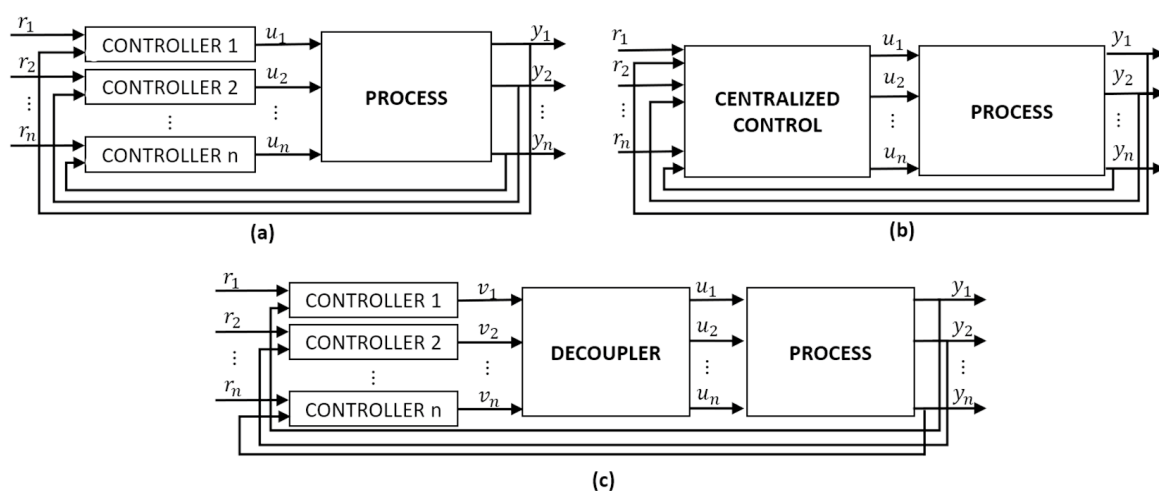 r₁ CONTROLLER 1 u₁ y₁
r₂ CONTROLLER 2 u₂ PROCESS y₂
⋮ ⋮ ⋮ ⋮
rₙ CONTROLLER n uₙ yₙ
(a)
r₁ u₁ y₁
r₂ u₂ y₂
CENTRALIZED
CONTROL
PROCESS
⋮ ⋮ ⋮
rₙ uₙ yₙ
(b)
r₁ CONTROLLER 1 v₁ u₁ y₁
r₂ CONTROLLER 2 v₂ DECOUPLER u₂ PROCESS y₂
⋮ ⋮ ⋮ ⋮ ⋮
rₙ CONTROLLER n vₙ uₙ yₙ
(c)